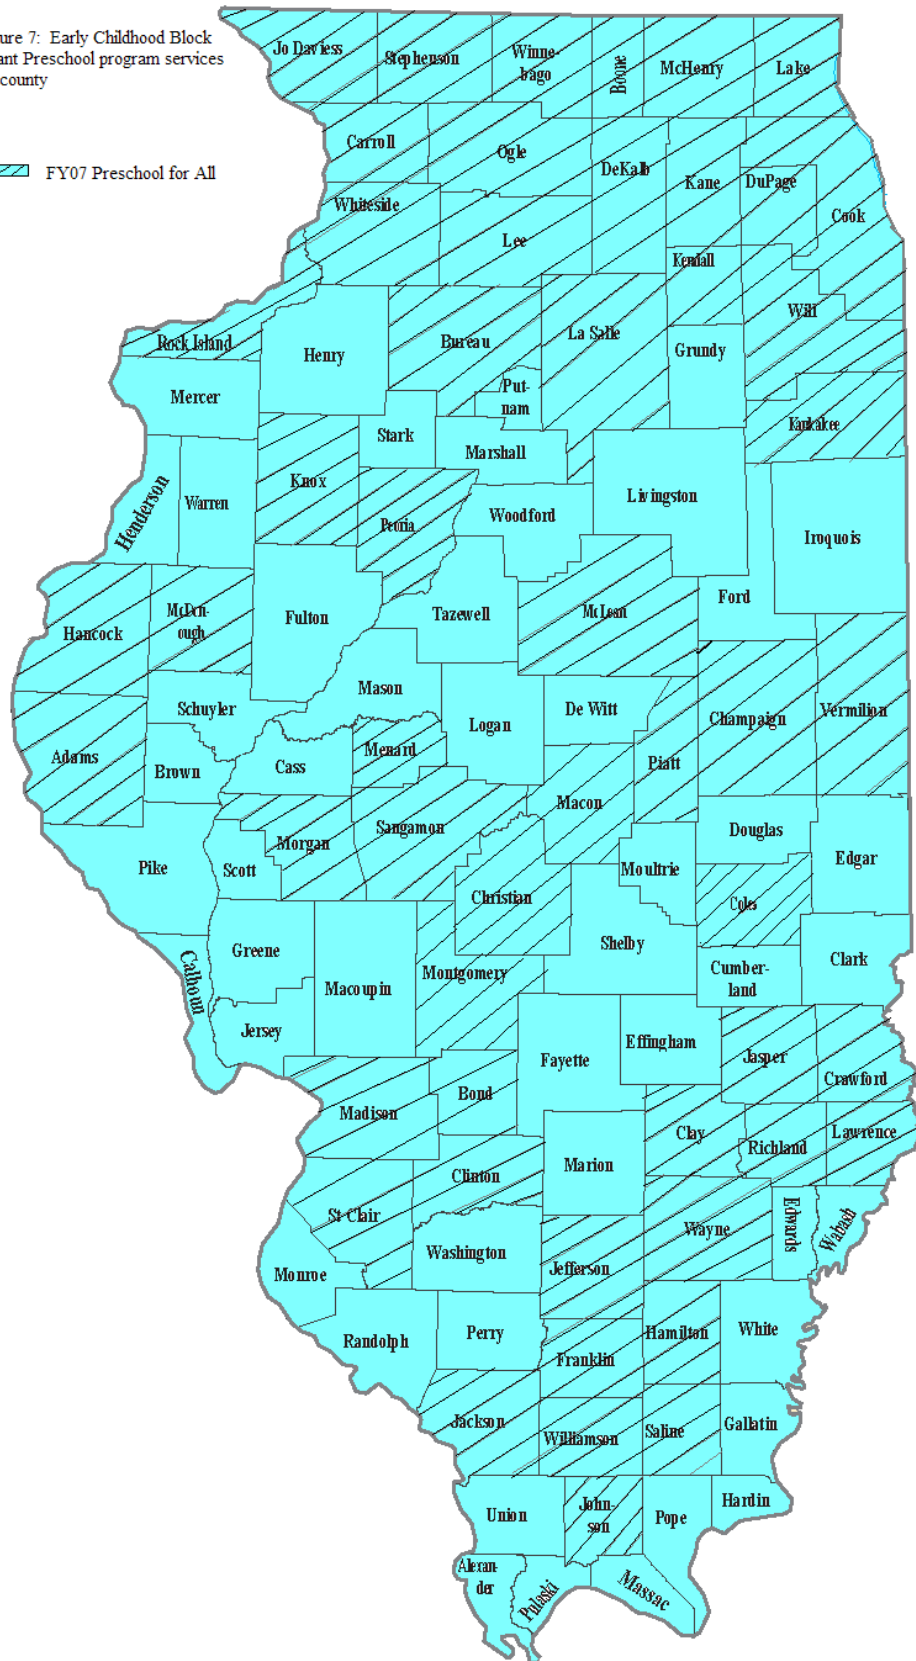 ure 7: Early Childhood Block
ant Preschool program services
county
FY07 Preschool for All
Jo Daviess
Stephenson
Winne-
bago
Boone
McHenry
Lake
Carroll
Ogle
DeKalb
Kane
DuPage
Cook
Whiteside
Lee
Kendall
Will
Rock Island
Henry
Bureau
La Salle
Grundy
Mercer
Put-
nam
Kankakee
Stark
Marshall
Henderson
Warren
Knox
Peoria
Woodford
Livingston
Iroquois
Hancock
McDon-
ough
Fulton
Tazewell
McLean
Ford
Schuyler
Mason
Logan
De Witt
Champaign
Vermilion
Adams
Brown
Cass
Menard
Piatt
Macon
Pike
Scott
Morgan
Sangamon
Christian
Moultrie
Douglas
Edgar
Coles
Calhoun
Greene
Macoupin
Montgomery
Shelby
Cumber-
land
Clark
Jersey
Fayette
Effingham
Jasper
Crawford
Madison
Bond
Clay
Richland
Lawrence
Marion
Clinton
St Clair
Washington
Jefferson
Wayne
Edwards
Wabash
Monroe
Randolph
Perry
Franklin
Hamilton
White
Jackson
Williamson
Saline
Gallatin
Union
John-
son
Pope
Hardin
Alexan-
der
Pulaski
Massac